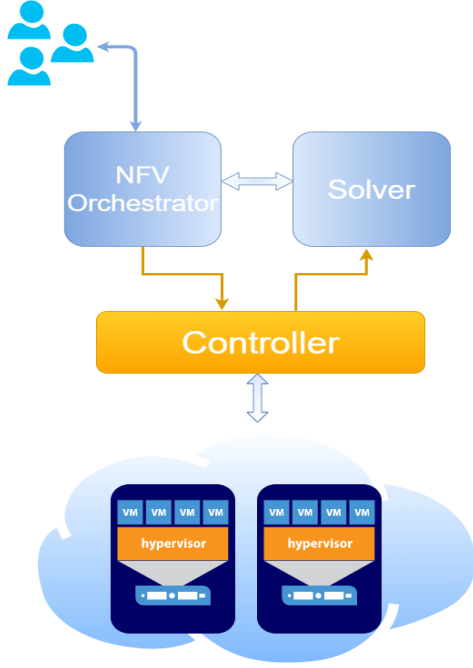 NFV
Orchestrator
Solver
Controller
VM VM VM VM
hypervisor
VM VM VM VM
hypervisor